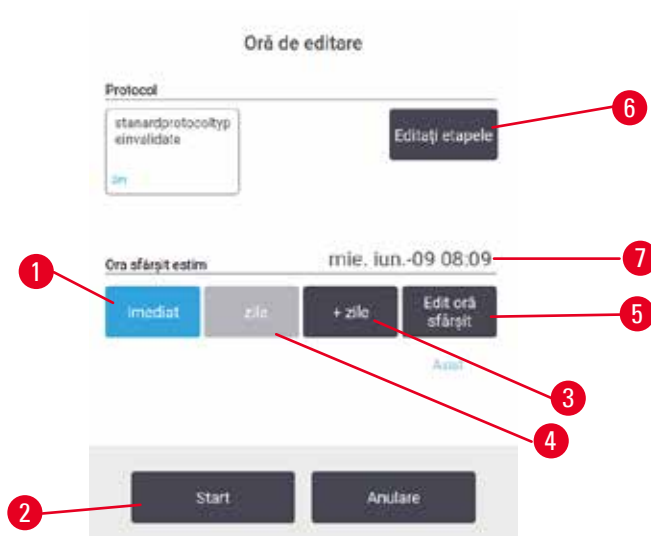 Oră de editare
Protocol
stanardprotocoltyp
einvalidate
Editați etapele
6
1
Ora sfârșit estim
mie. iun.-09 08:09
7
imediat
zile
+ zile
Edit oră
sfârșit
5
3
4
Start
Anulare
2